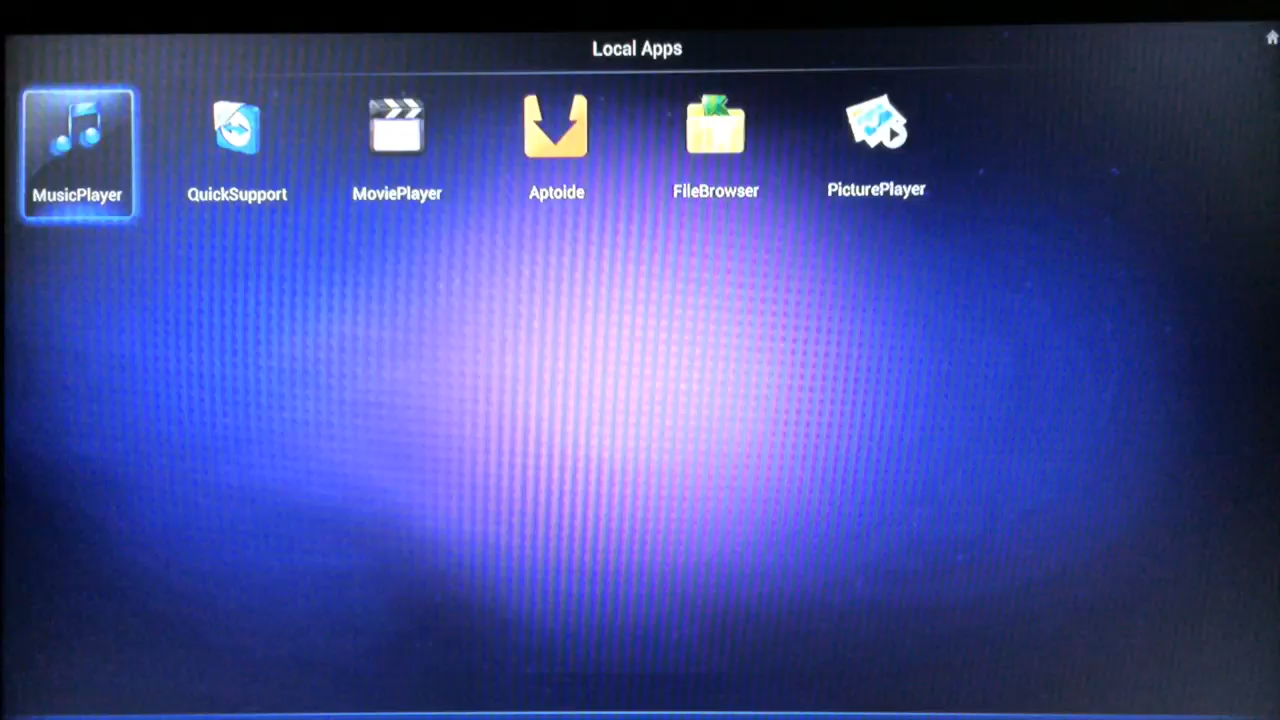 Local Apps
MusicPlayer
QuickSupport
MoviePlayer
Aptoide
FileBrowser
PicturePlayer